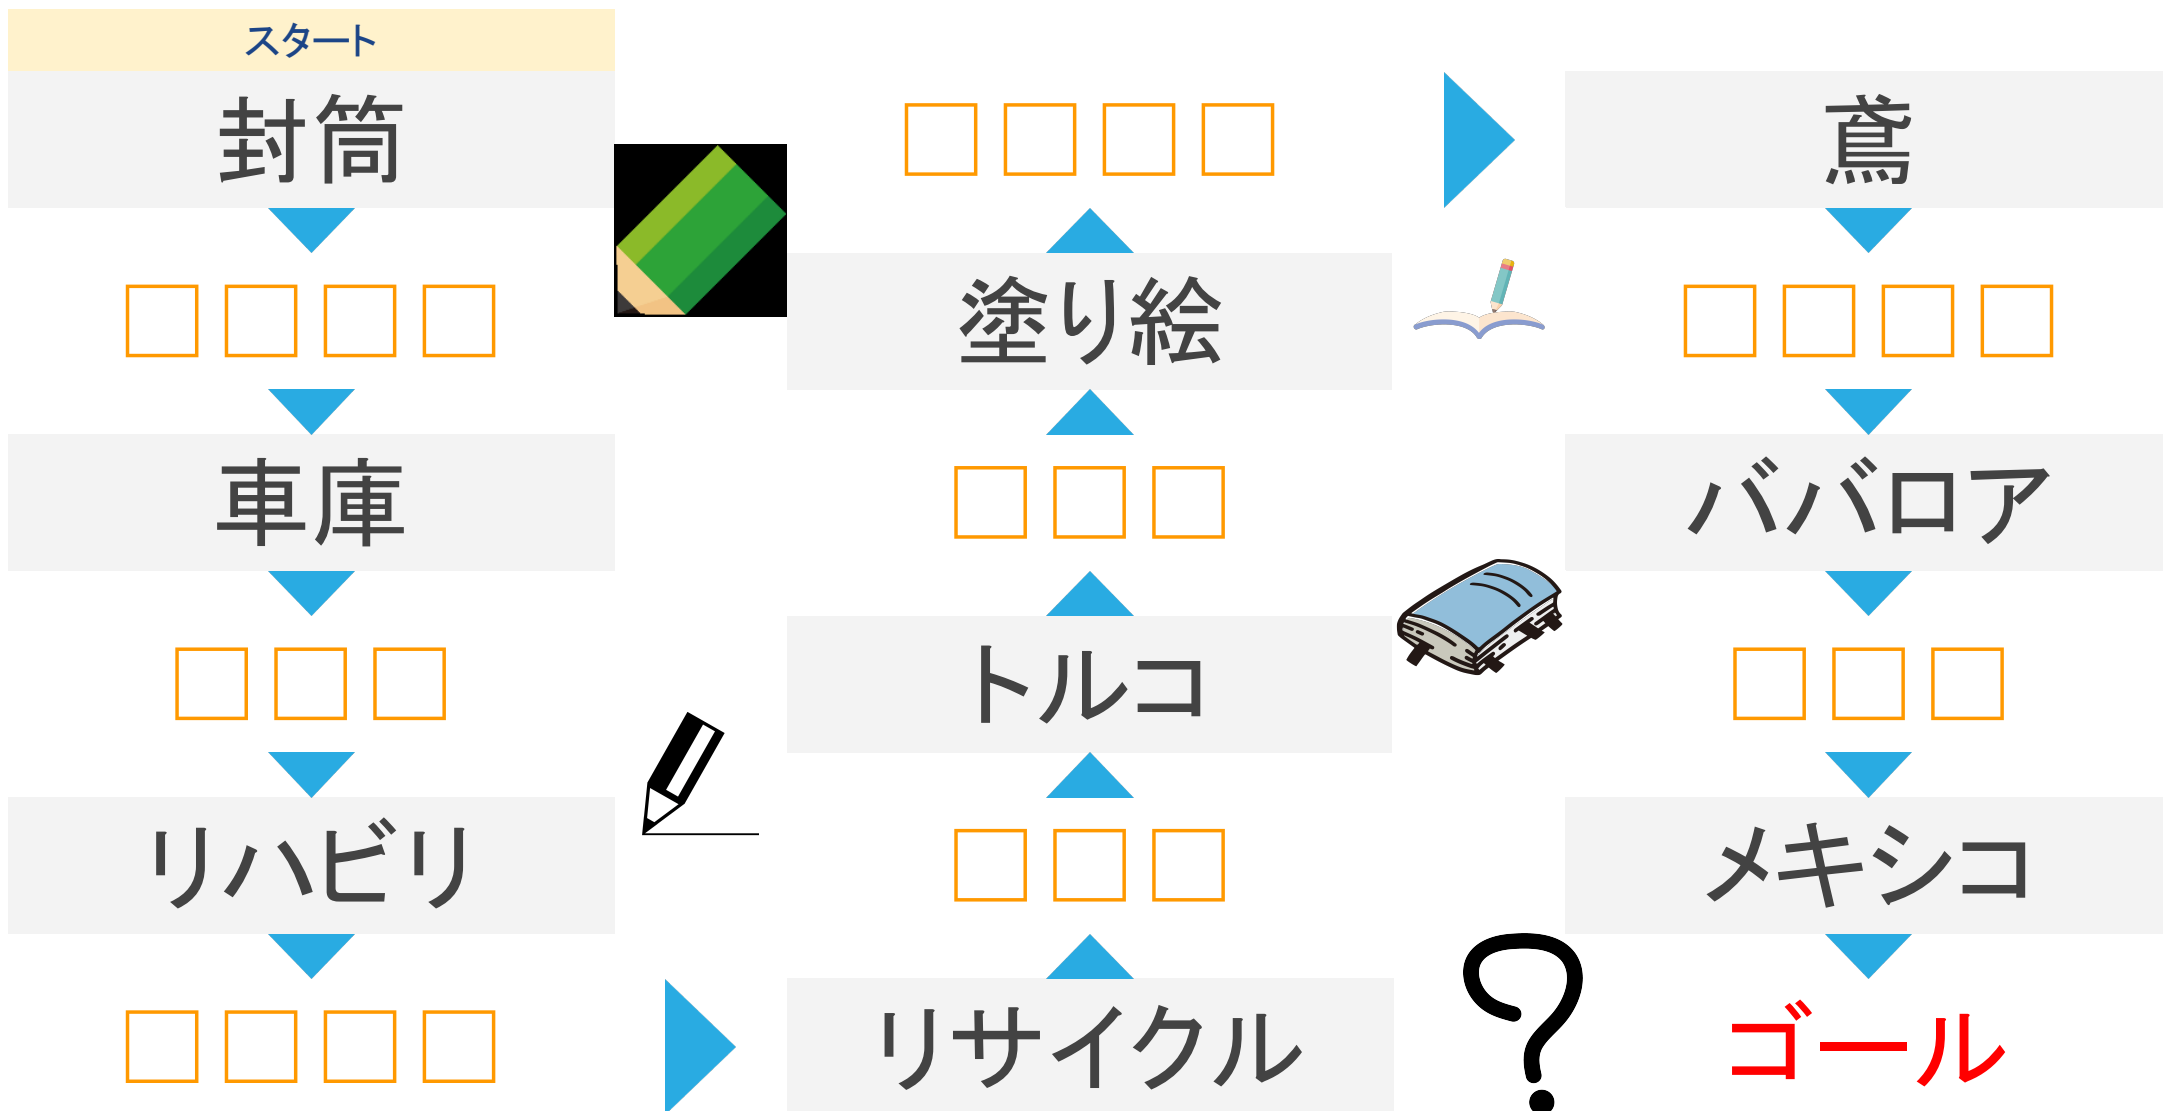 スタート
封筒
車庫
リハビリ
リサイクル
トルコ
塗り絵
鳶
ババロア
メキシコ
ゴール